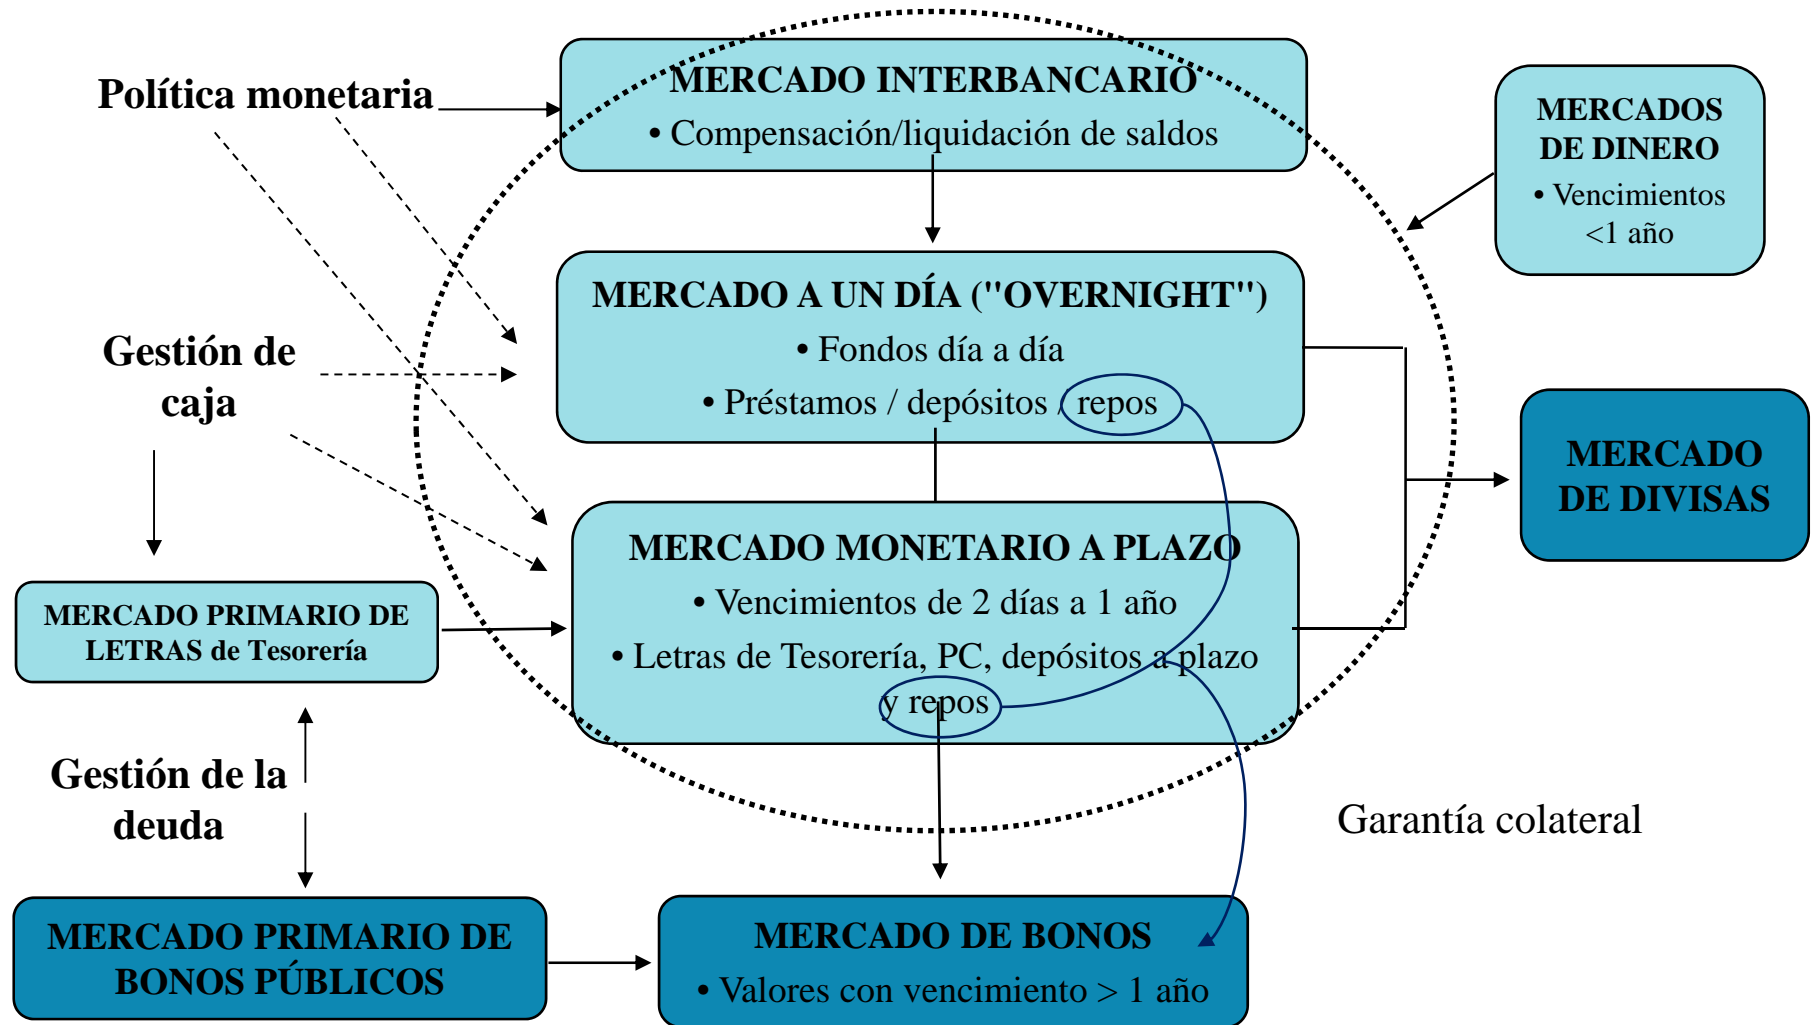 MERCADO INTERBANCARIO
• Compensación/liquidación de saldos
Política monetaria
MERCADOS
DE DINERO
• Vencimientos
<1 año
MERCADO A UN DÍA ("OVERNIGHT")
• Fondos día a día
• Préstamos / depósitos / repos
Gestión de
caja
MERCADO
DE DIVISAS
MERCADO MONETARIO A PLAZO
• Vencimientos de 2 días a 1 año
• Letras de Tesorería, PC, depósitos a plazo
y repos
MERCADO PRIMARIO DE
LETRAS de Tesorería
Gestión de la
deuda
Garantía colateral
MERCADO PRIMARIO DE
BONOS PÚBLICOS
MERCADO DE BONOS
• Valores con vencimiento > 1 año